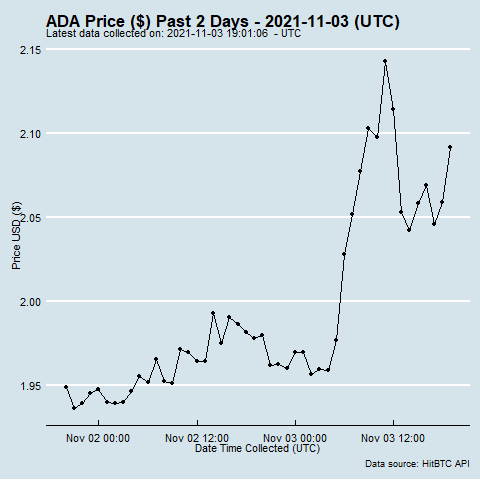 ADA Price ($) Past 2 Days - 2021-11-03 (UTC)
Latest data collected on: 2021-11-03 19:01:06 - UTC
2.15
2.10
2.05
2.00
1.95
Price USD ($)
Nov 02 00:00 Nov 02 12:00 Nov 03 00:00 Nov 03 12:00
Date Time Collected (UTC)
Data source: HitBTC API